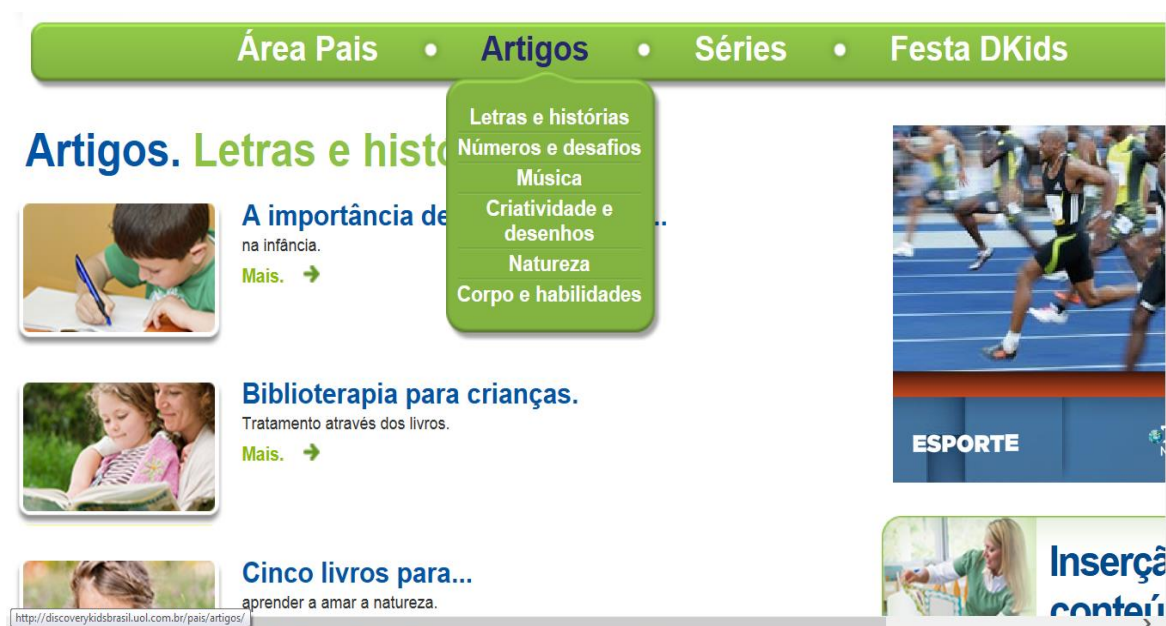 Área Pais • Artigos • Séries • Festa DKids
Letras e histórias
Números e desafios
Música
Criatividade e
desenhos
Natureza
Corpo e habilidades
Artigos. Letras e histó
A importância de ...
na infância.
Mais.
Biblioterapia para crianças.
Tratamento através dos livros.
Mais.
Cinco livros para...
aprender a amar a natureza.
ESPORTE
Inserçã
conteú
http://discoverykidsbrasil.uol.com.br/pais/artigos/